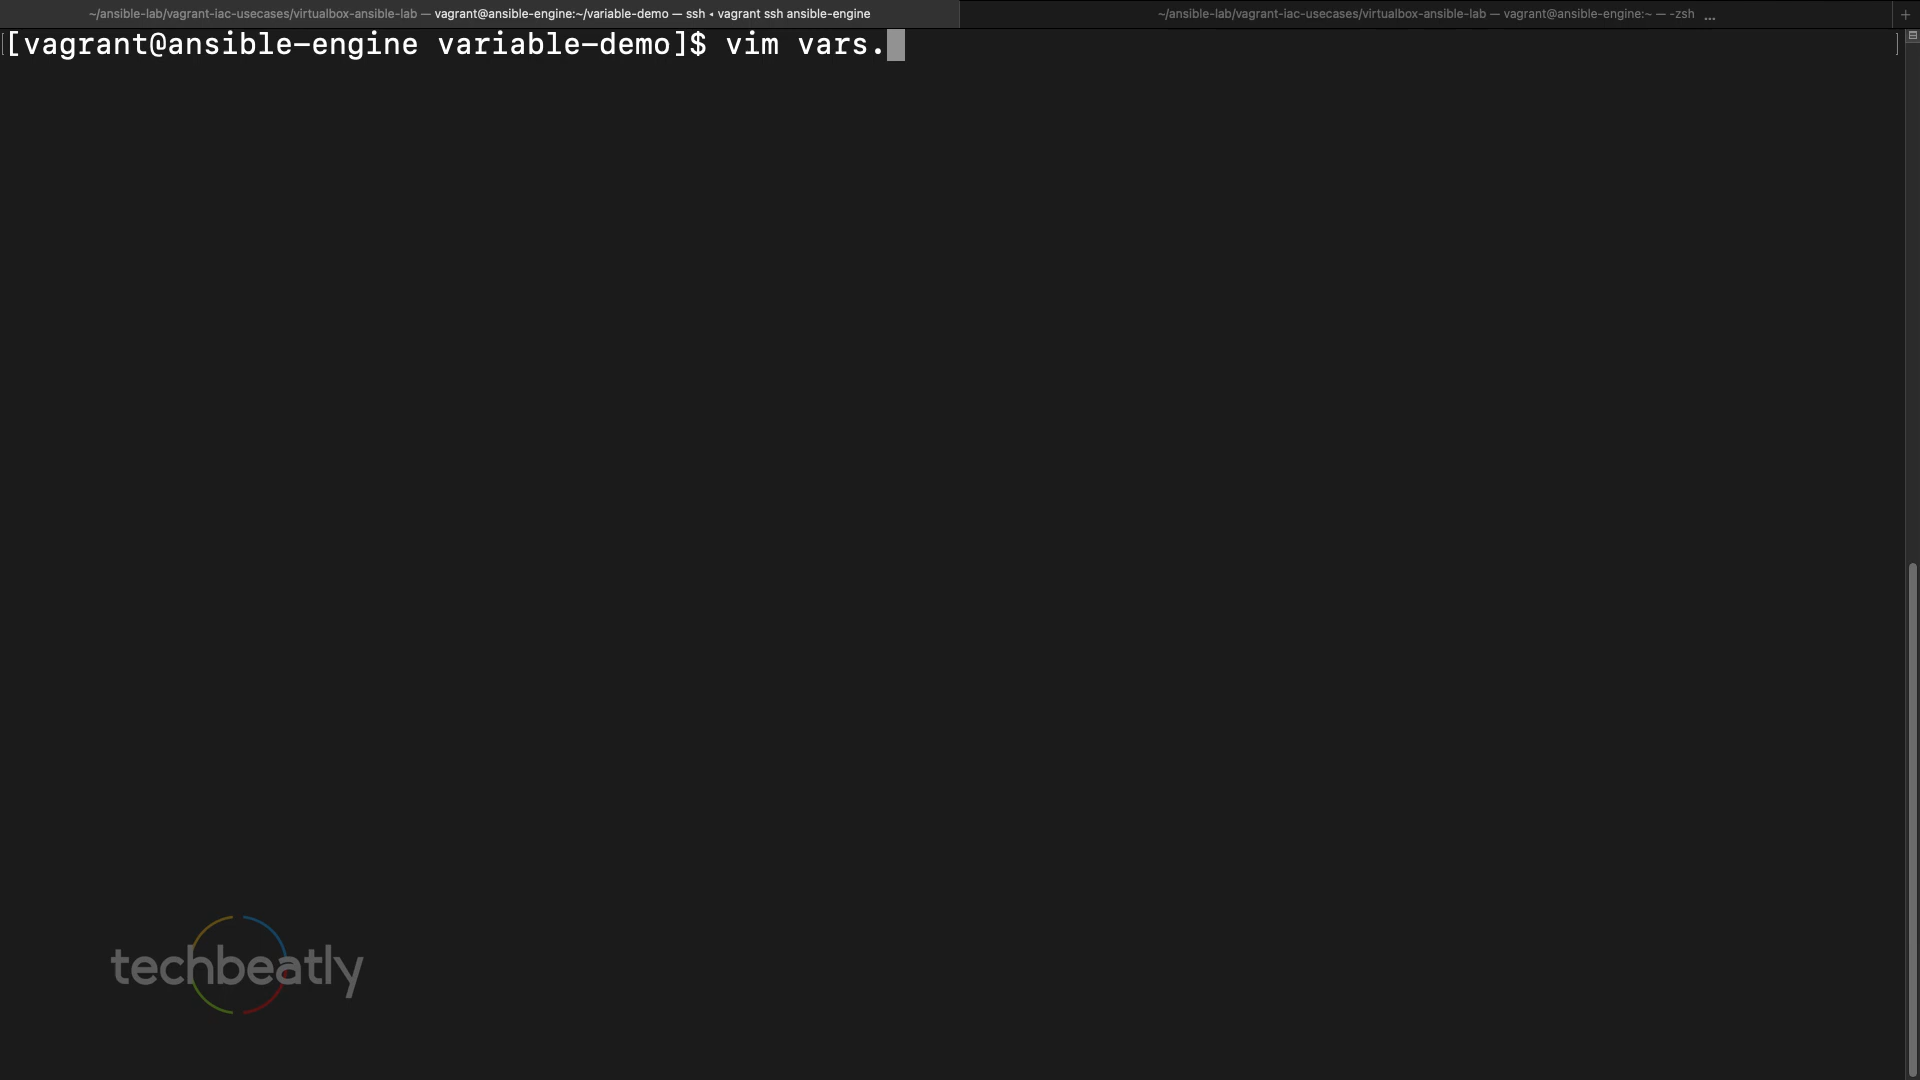 ~/ansible-lab/vagrant-iac-usecases/virtualbox-ansible-lab — vagrant@ansible-engine:~/variable-demo — ssh ◂ vagrant ssh ansible-engine
~/ansible-lab/vagrant-iac-usecases/virtualbox-ansible-lab — vagrant@ansible-engine:~ — -zsh ...
[vagrant@ansible-engine variable-demo]$ vim vars.
techbeatly